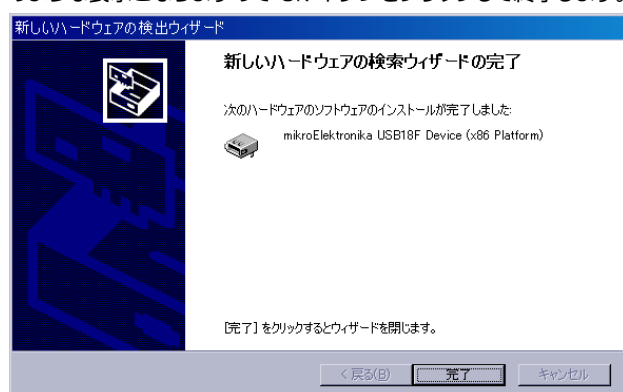 新しいハードウェアの検出ウィザード
新しいハードウェアの検索ウィザードの完了
次のハードウェアのソフトウェアのインストールが完了しました:
mikroElektronika USB18F Device (x86 Platform)
[完了] をクリックするとウィザードを閉じます。
< 戻る(B)
完了
キャンセル